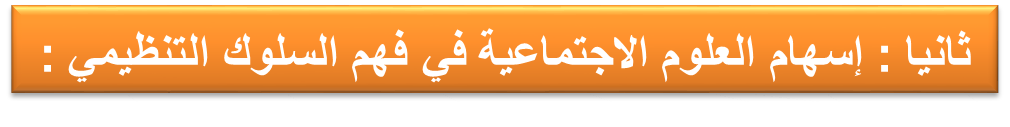 ثانيا : إسهام العلوم الاجتماعية في فهم السلوك التنظيمي :